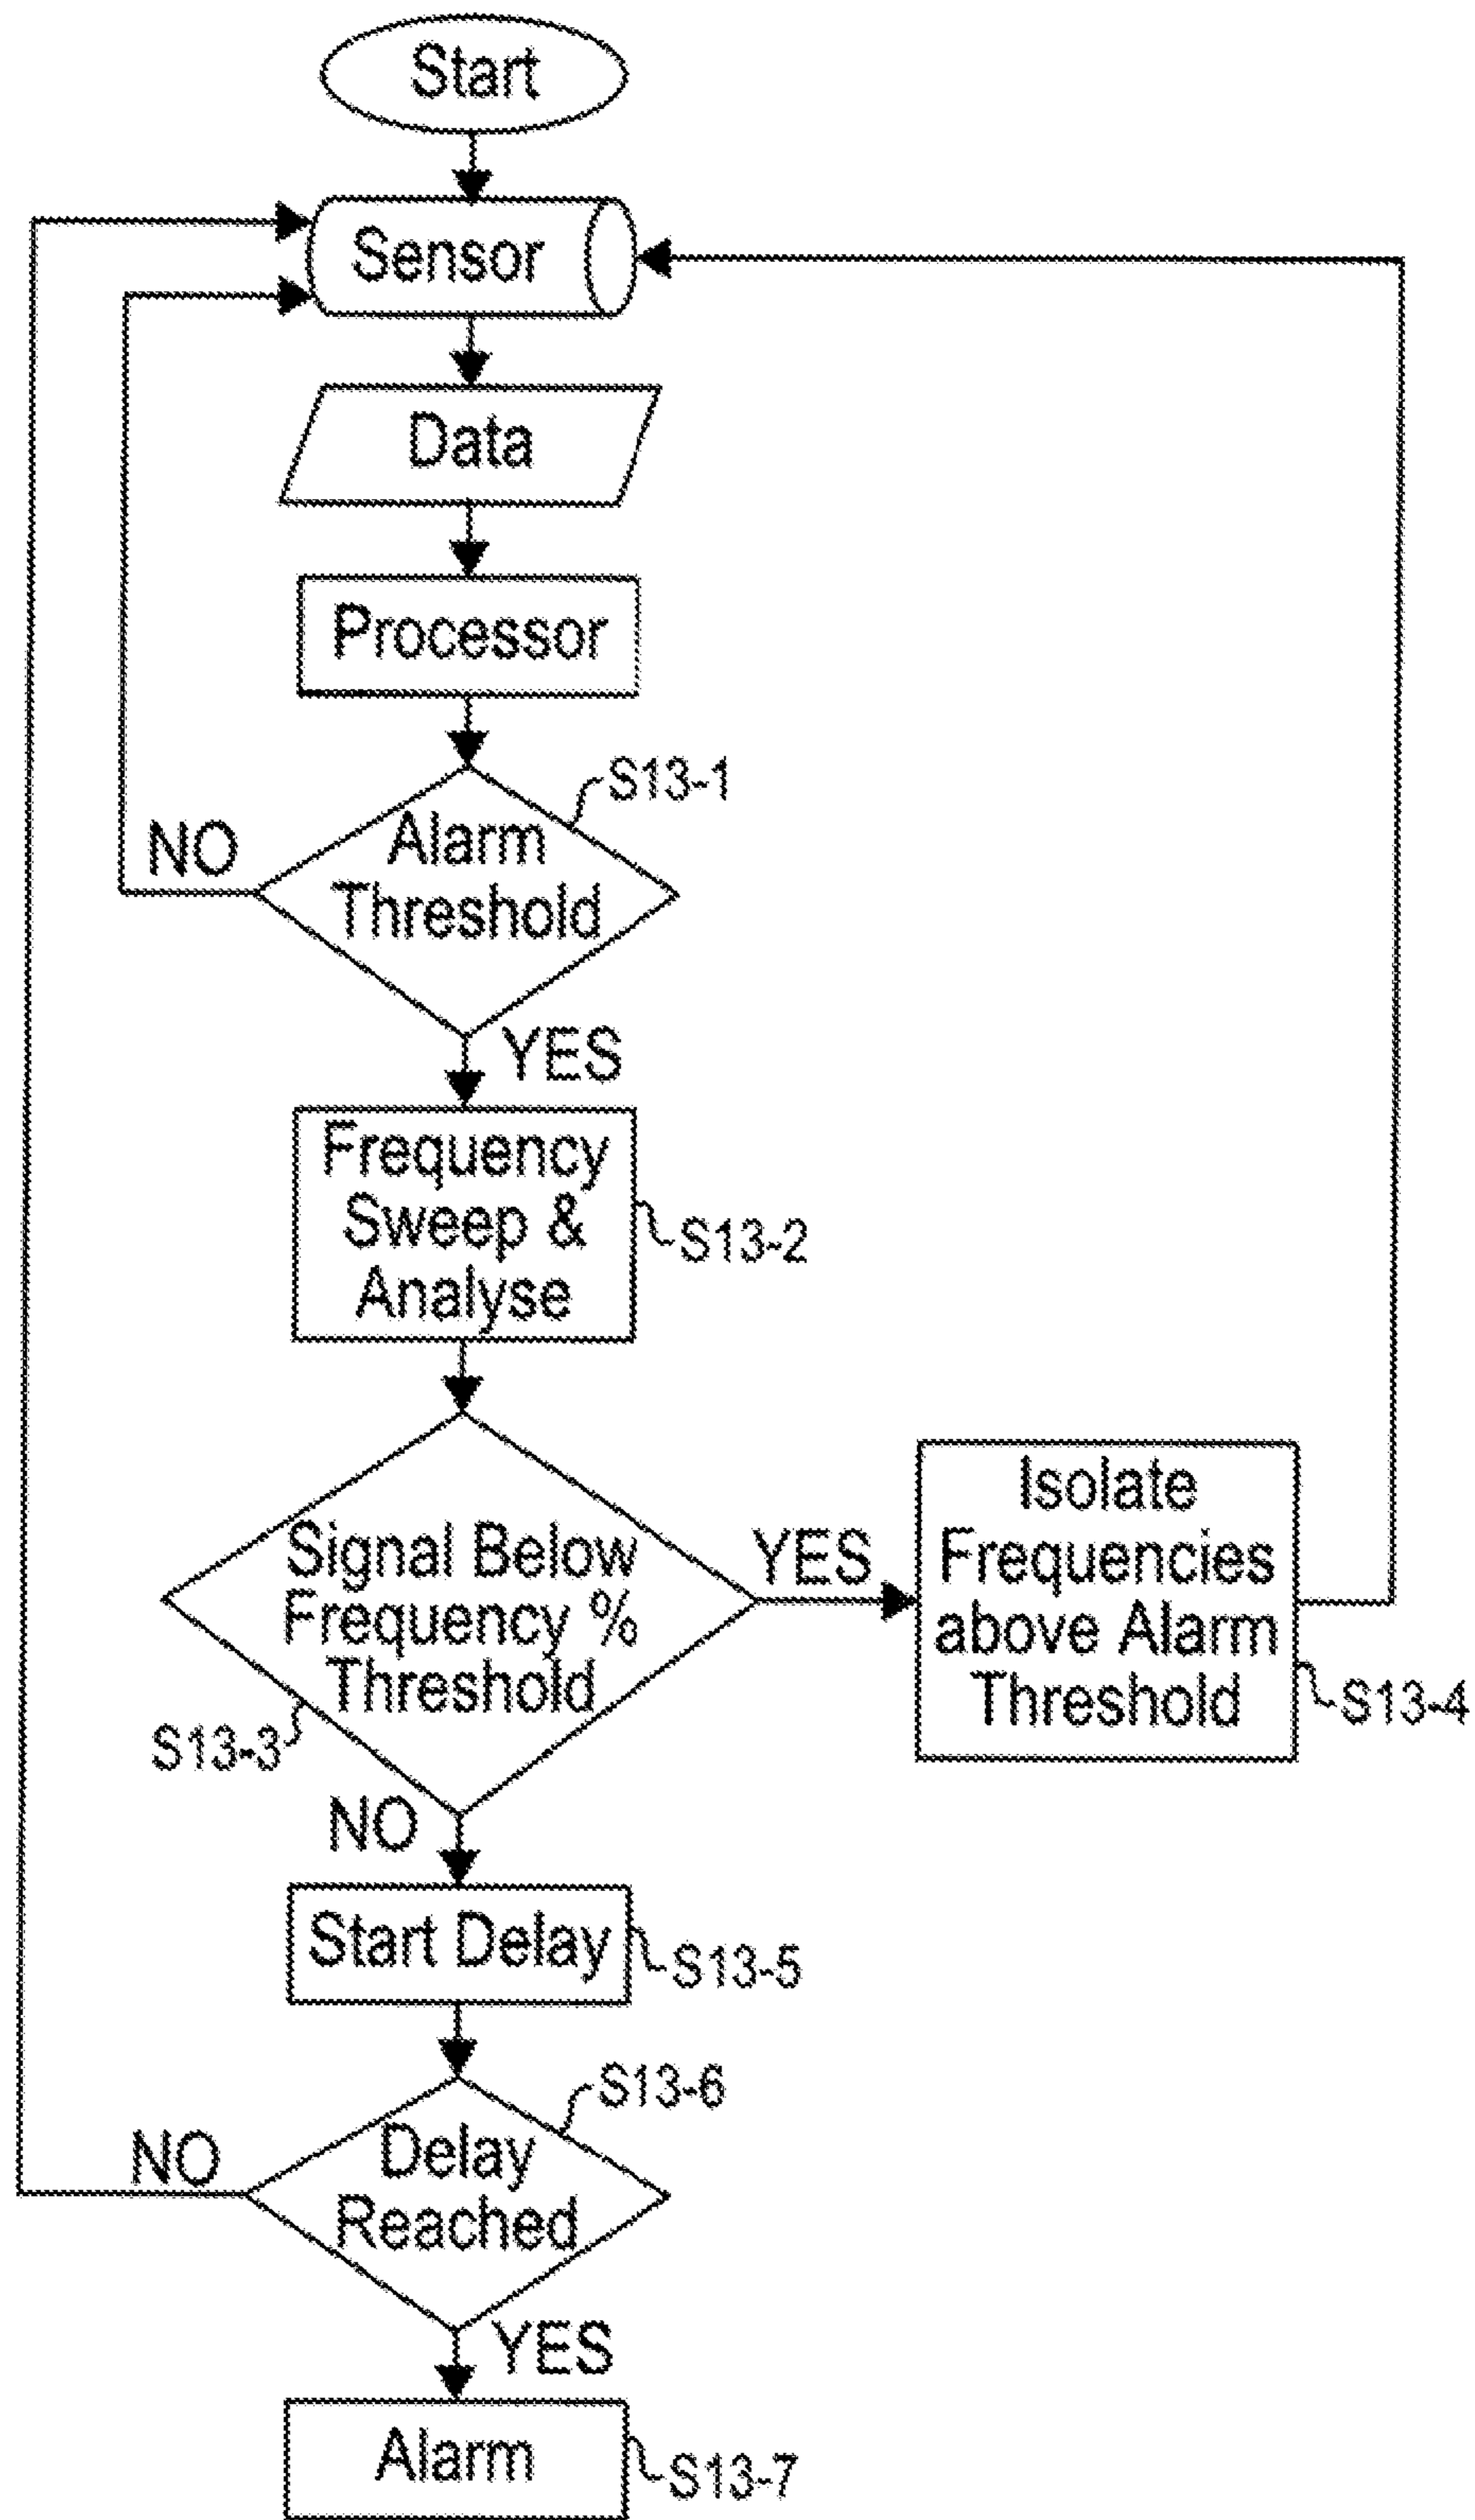 Start
Sensor
Data
Processor
S13-1
Alarm
Threshold
NO
YES
Frequency
Sweep &
Analyse
S13-2
Signal Below
Frequency %
Threshold
S13-3
YES
Isolate
Frequencies
above Alarm
Threshold
S13-4
NO
Start Delay
S13-5
S13-6
Delay
Reached
NO
YES
Alarm
S13-7